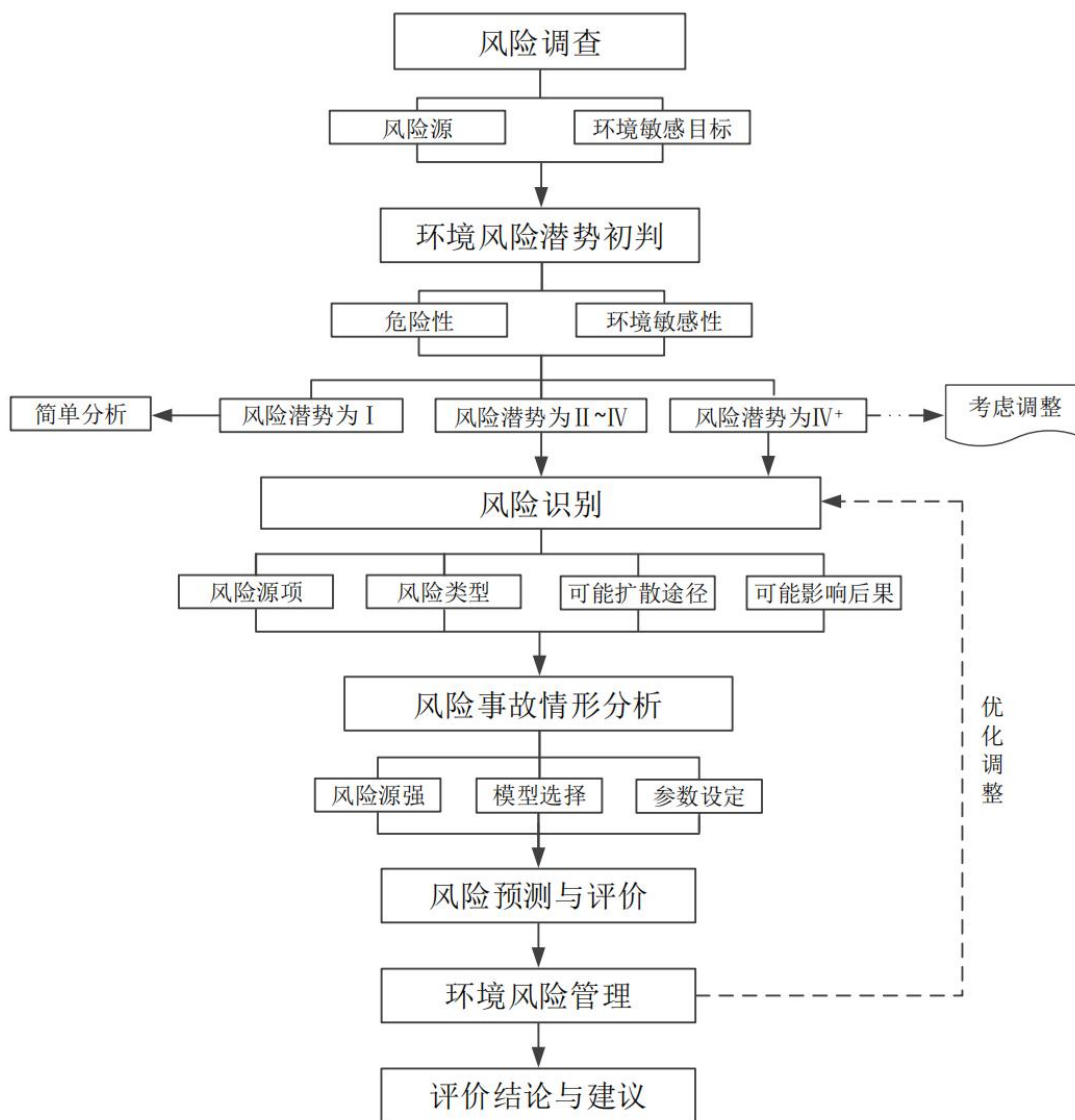 风险调查
风险源
环境敏感目标
环境风险潜势初判
危险性
环境敏感性
简单分析
风险潜势为Ⅰ
风险潜势为Ⅱ~Ⅳ
风险潜势为Ⅳ⁺
考虑调整
风险识别
风险源项
风险类型
可能扩散途径
可能影响后果
风险事故情形分析
优化调整
风险源强
模型选择
参数设定
风险预测与评价
环境风险管理
评价结论与建议